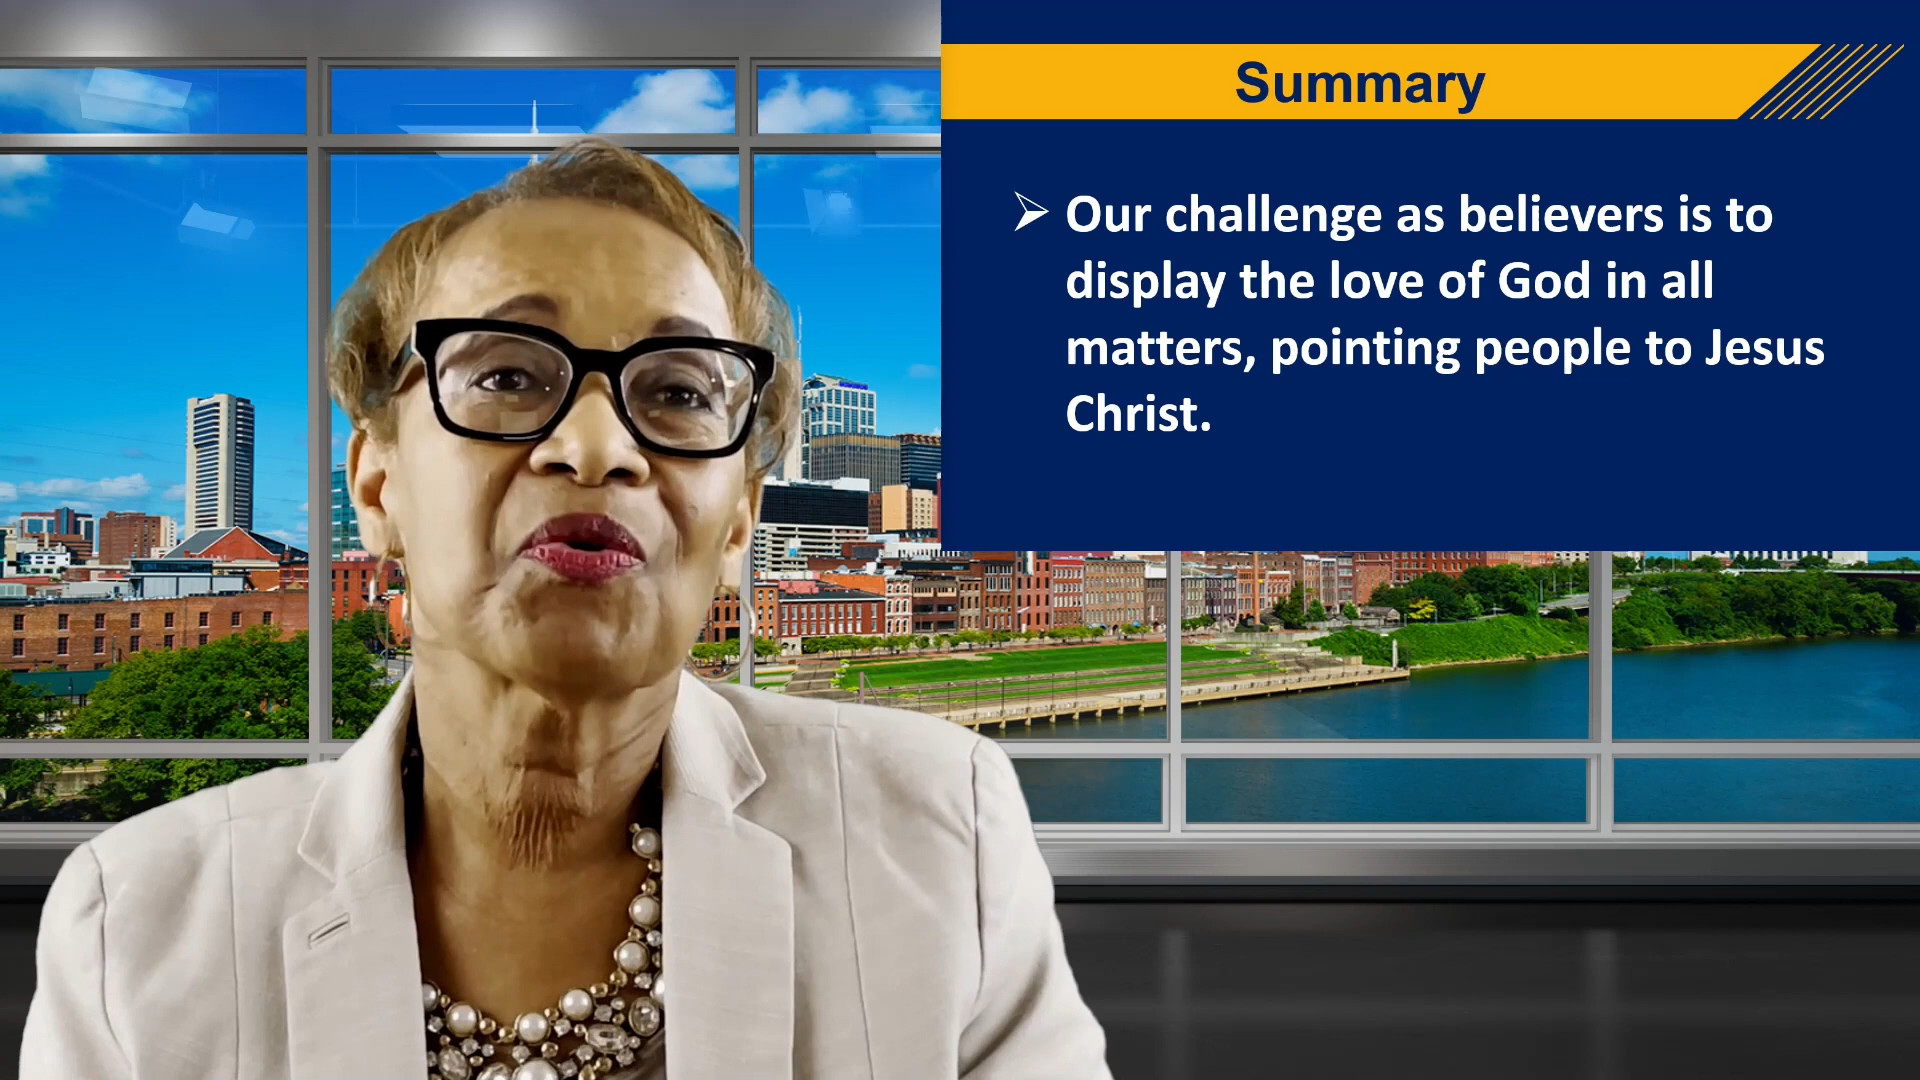 Summary
Our challenge as believers is to
display the love of God in all
matters, pointing people to Jesus
Christ.